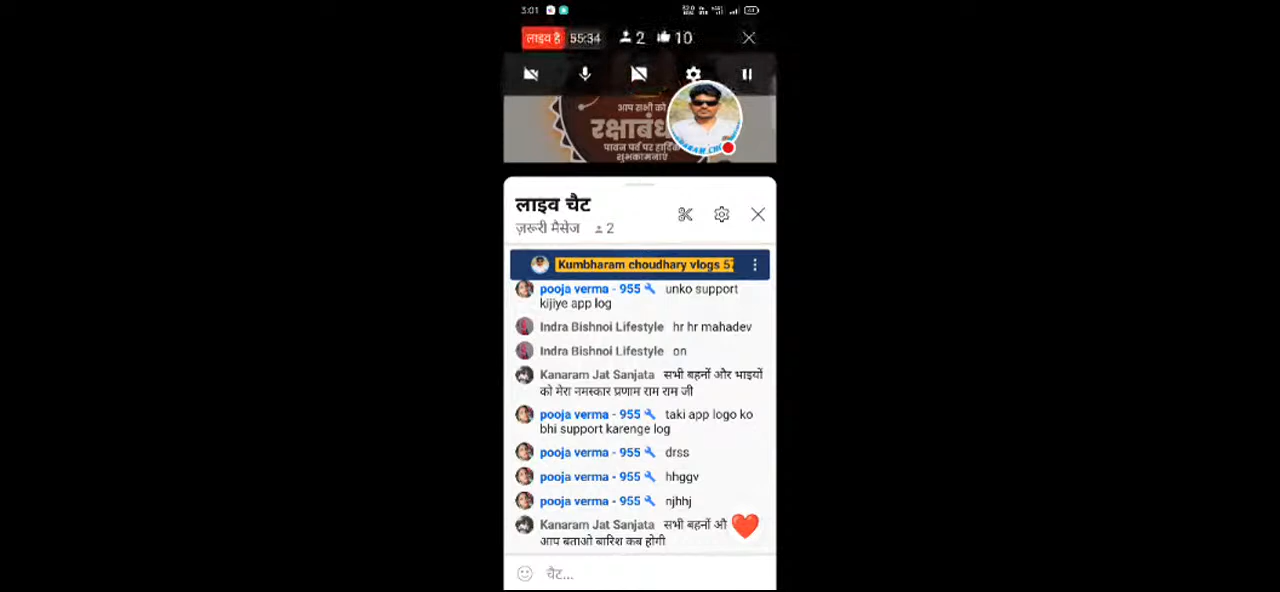 3:01
लाइव है 55:34 2 10
आप सभी को
रक्षाबंध
पावन पर्व पर हार्दिक
शुभकामनाएं
लाइव चैट
ज़रूरी मैसेज 2
Kumbharam choudhary vlogs 57
pooja verma - 955 unko support
kijiye app log
Indra Bishnoi Lifestyle hr hr mahadev
Indra Bishnoi Lifestyle on
Kanaram Jat Sanjata सभी बहनों और भाइयों
को मेरा नमस्कार प्रणाम राम राम जी
pooja verma - 955 taki app logo ko
bhi support karenge log
pooja verma - 955 drss
pooja verma - 955 hhggv
pooja verma - 955 njhhj
Kanaram Jat Sanjata सभी बहनों औ
आप बताओ बारिश कब होगी
चैट...